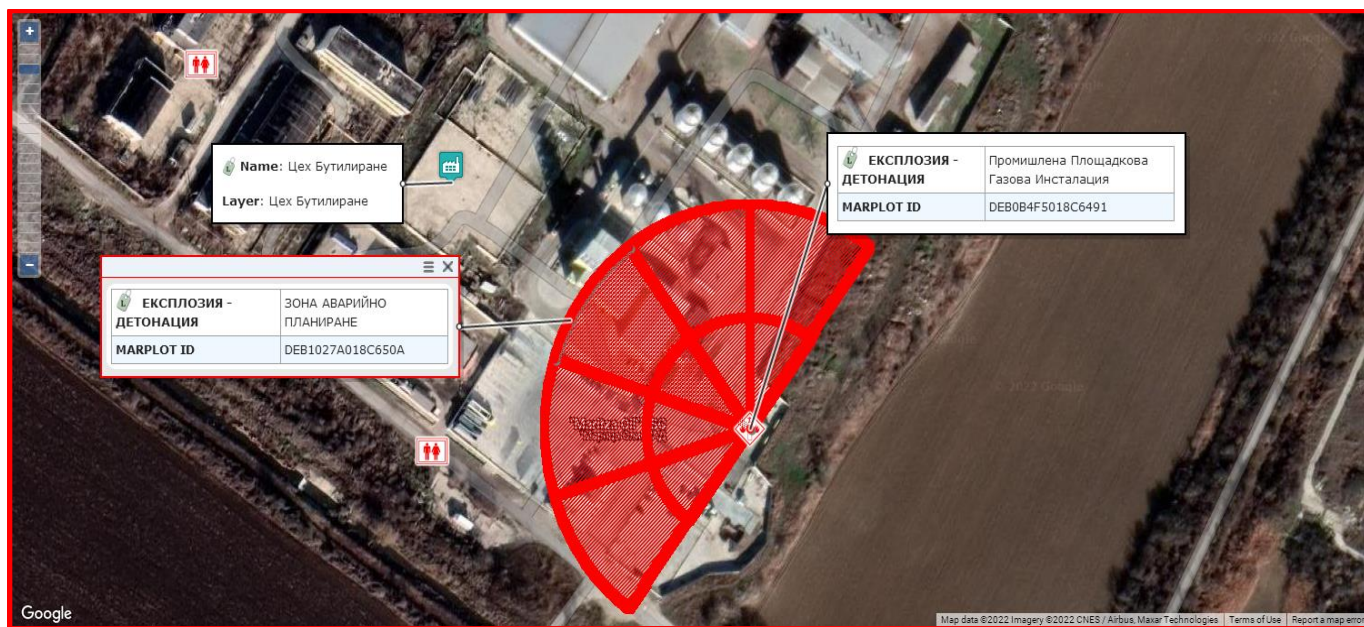 +
Name: Цех Бутилиране
Layer: Цех Бутилиране
ЕКСПЛОЗИЯ -
ДЕТОНАЦИЯ
Промишлена Площадкова
Газова Инсталация
MARPLOT ID
DEB0B4F5018C6491
ЕКСПЛОЗИЯ -
ДЕТОНАЦИЯ
ЗОНА АВАРИЙНО
ПЛАНИРАНЕ
MARPLOT ID
DEB1027A018C650A
−
Google
Map data ©2022 Imagery ©2022 CNES / Airbus, Maxar Technologies
Terms of Use
Report a map error